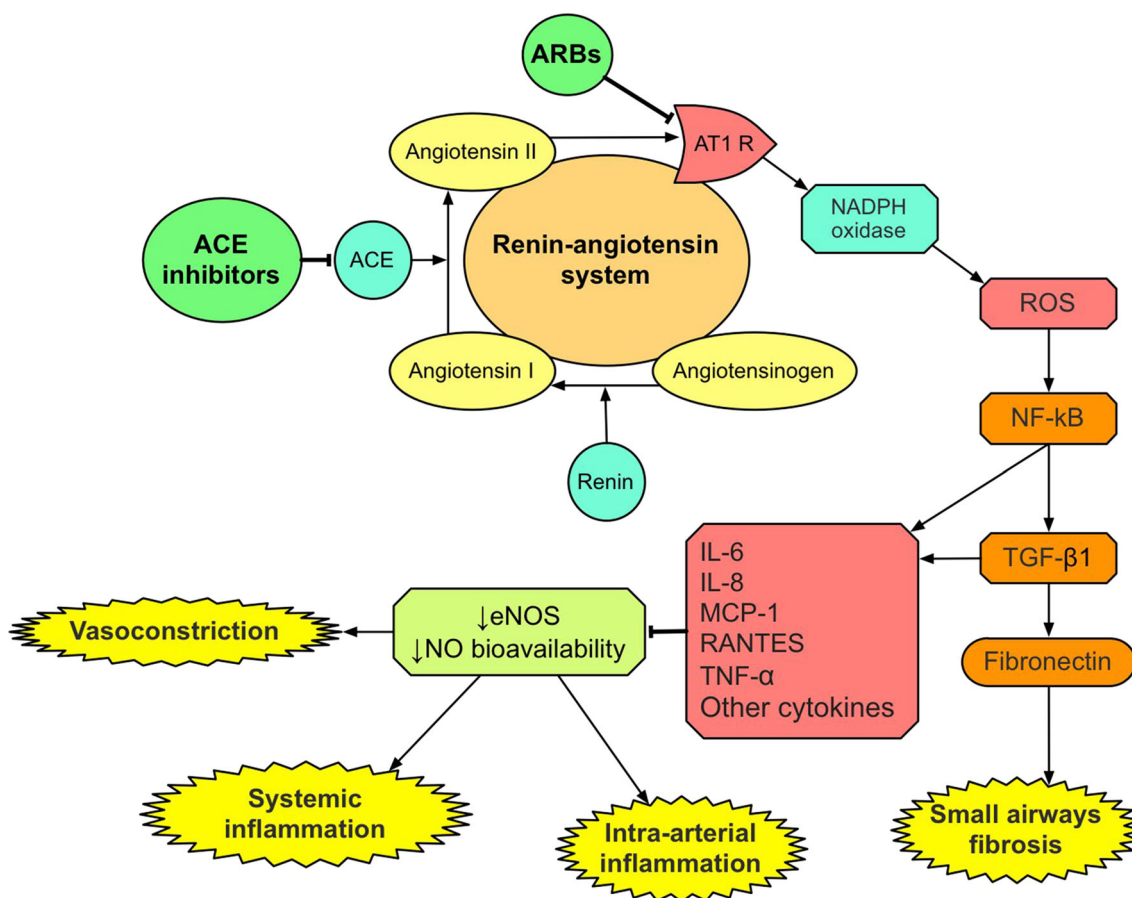 ARBs
AT1 R
Angiotensin II
NADPH
oxidase
ACE
inhibitors
ACE
Renin-angiotensin
system
ROS
Angiotensin I
Angiotensinogen
NF-kB
Renin
IL-6
IL-8
MCP-1
RANTES
TNF-α
Other cytokines
TGF-β1
↓eNOS
↓NO bioavailability
Vasoconstriction
Fibronectin
Systemic
inflammation
Intra-arterial
inflammation
Small airways
fibrosis